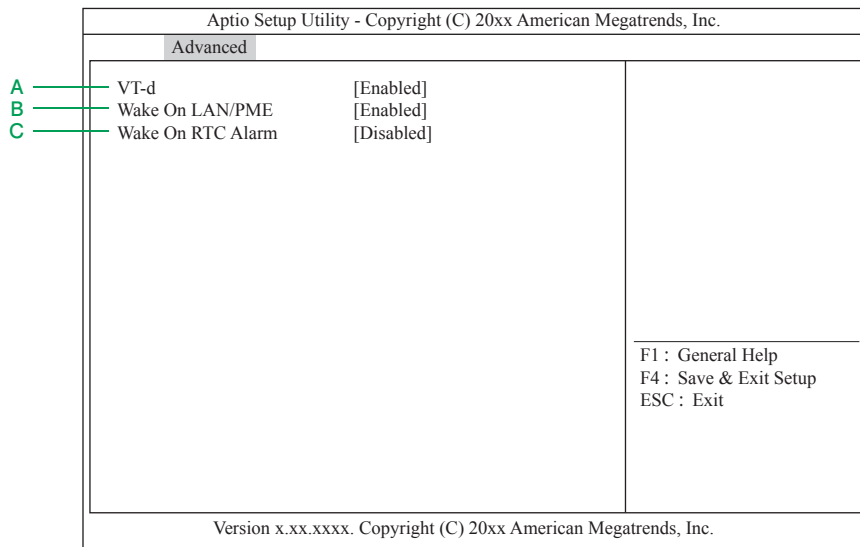 Aptio Setup Utility - Copyright (C) 20xx American Megatrends, Inc.
Advanced
A VT-d [Enabled]
B Wake On LAN/PME [Enabled]
C Wake On RTC Alarm [Disabled]
F1 : General Help
F4 : Save & Exit Setup
ESC : Exit
Version x.xx.xxxx. Copyright (C) 20xx American Megatrends, Inc.